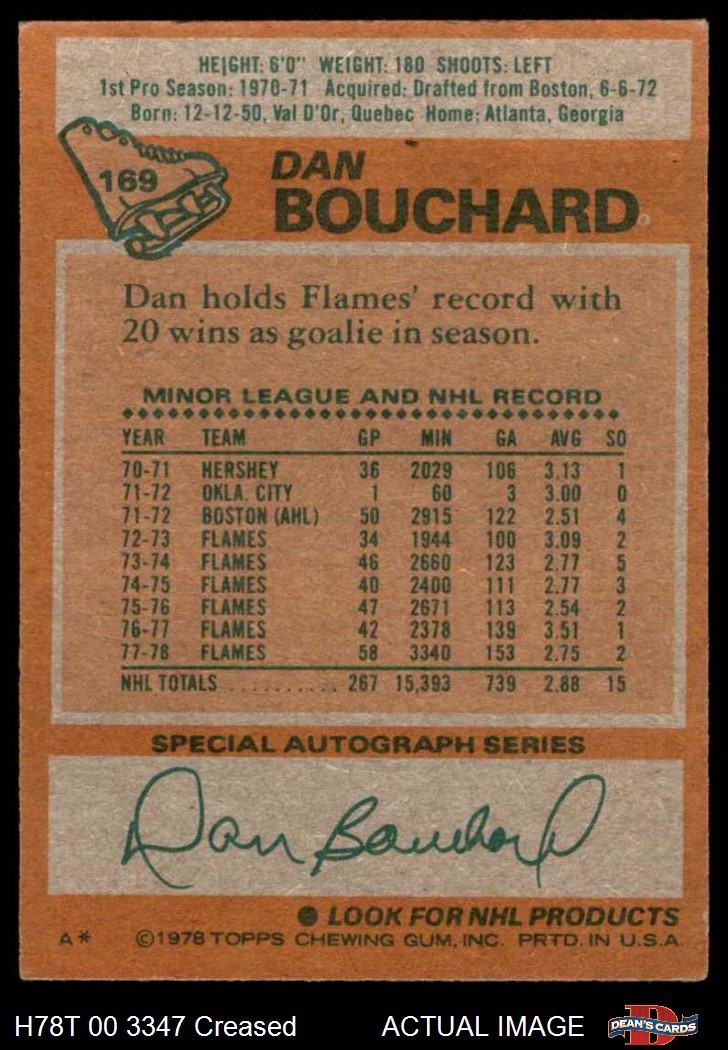 HEIGHT: 6'0" WEIGHT: 180 SHOOTS: LEFT
1st Pro Season: 1970-71 Acquired: Drafted from Boston, 6-6-72
Born: 12-12-50, Val D'Or, Quebec Home: Atlanta, Georgia
169
DAN
BOUCHARD
Dan holds Flames' record with
20 wins as goalie in season.
MINOR LEAGUE AND NHL RECORD
YEAR TEAM GP MIN GA AVG SO
70-71 HERSHEY 36 2029 106 3.13 1
71-72 OKLA. CITY 1 60 3 3.00 0
71-72 BOSTON (AHL) 50 2915 122 2.51 4
72-73 FLAMES 34 1944 100 3.09 2
73-74 FLAMES 46 2660 123 2.77 5
74-75 FLAMES 40 2400 111 2.77 3
75-76 FLAMES 47 2671 113 2.54 2
76-77 FLAMES 42 2378 139 3.51 1
77-78 FLAMES 58 3340 153 2.75 2
NHL TOTALS .......... 267 15,393 739 2.88 15
SPECIAL AUTOGRAPH SERIES
Dan Bouchard
● LOOK FOR NHL PRODUCTS
A* ©1978 TOPPS CHEWING GUM, INC. PRTD. IN U.S.A.
H78T 00 3347 Creased ACTUAL IMAGE DEAN'S CARDS